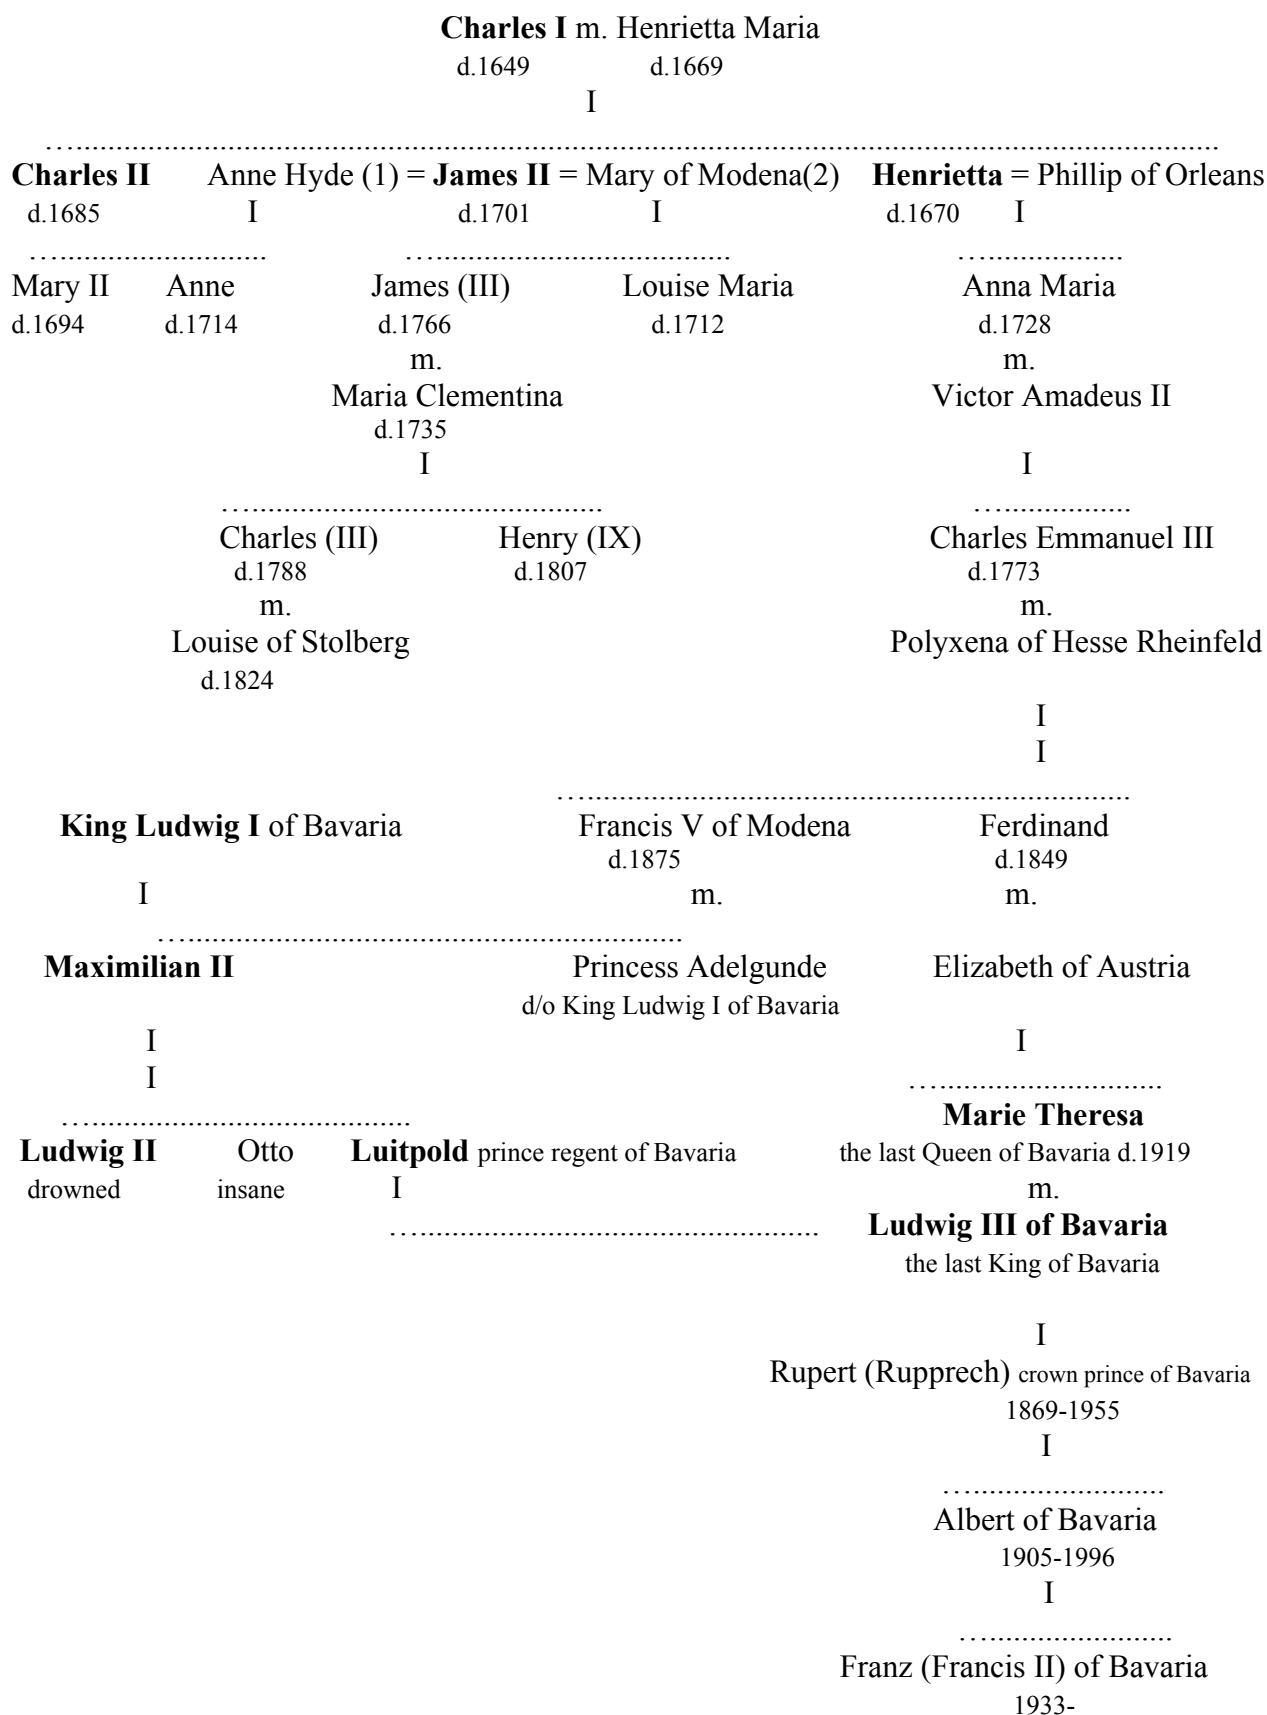 Charles I m. Henrietta Maria
d.1649 d.1669
I
…........................................................................................................................................
Charles II Anne Hyde (1) = James II = Mary of Modena(2) Henrietta = Phillip of Orleans
d.1685 I d.1701 I d.1670 I
….......................... …..................................... ….................
Mary II Anne James (III) Louise Maria Anna Maria
d.1694 d.1714 d.1766 d.1712 d.1728
m. m.
Maria Clementina Victor Amadeus II
d.1735
I I
…............................................ ….................
Charles (III) Henry (IX) Charles Emmanuel III
d.1788 d.1807 d.1773
m. m.
Louise of Stolberg Polyxena of Hesse Rheinfeld
d.1824
I
I
…....................................................................
King Ludwig I of Bavaria Francis V of Modena Ferdinand
d.1875 d.1849
I m. m.
…..............................................................
Maximilian II Princess Adelgunde Elizabeth of Austria
d/o King Ludwig I of Bavaria
I I
I
…............................
…........................................ Marie Theresa
Ludwig II Otto Luitpold prince regent of Bavaria the last Queen of Bavaria d.1919
drowned insane I m.
….................................................. Ludwig III of Bavaria
the last King of Bavaria
I
Rupert (Rupprech) crown prince of Bavaria
1869-1955
I
….......................
Albert of Bavaria
1905-1996
I
….......................
Franz (Francis II) of Bavaria
1933-